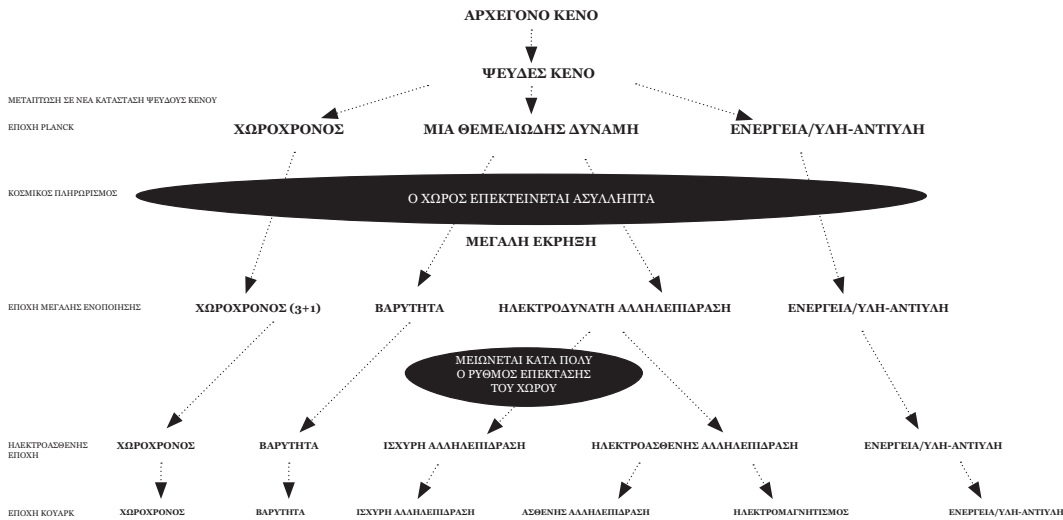 ΑΡΧΕΓΟΝΟ ΚΕΝΟ
ΨΕΥΔΕΣ ΚΕΝΟ
ΜΕΤΑΠΤΩΣΗ ΣΕ ΝΕΑ ΚΑΤΑΣΤΑΣΗ ΨΕΥΔΟΥΣ ΚΕΝΟΥ
ΕΠΟΧΗ PLANCK ΧΩΡΟΧΡΟΝΟΣ ΜΙΑ ΘΕΜΕΛΙΩΔΗΣ ΔΥΝΑΜΗ ΕΝΕΡΓΕΙΑ/ΥΛΗ-ΑΝΤΙΥΛΗ
ΚΟΣΜΙΚΟΣ ΠΛΗΡΩΡΙΣΜΟΣ Ο ΧΩΡΟΣ ΕΠΕΚΤΕΙΝΕΤΑΙ ΑΣΥΛΛΗΠΤΑ
ΜΕΓΑΛΗ ΕΚΡΗΞΗ
ΕΠΟΧΗ ΜΕΓΑΛΗΣ ΕΝΟΠΟΙΗΣΗΣ ΧΩΡΟΧΡΟΝΟΣ (3+1) ΒΑΡΥΤΗΤΑ ΗΛΕΚΤΡΟΔΥΝΑΤΗ ΑΛΛΗΛΕΠΙΔΡΑΣΗ ΕΝΕΡΓΕΙΑ/ΥΛΗ-ΑΝΤΙΥΛΗ
ΜΕΙΩΝΕΤΑΙ ΚΑΤΑ ΠΟΛΥ
Ο ΡΥΘΜΟΣ ΕΠΕΚΤΑΣΗΣ
ΤΟΥ ΧΩΡΟΥ
ΗΛΕΚΤΡΟΑΣΘΕΝΗΣ
ΕΠΟΧΗ
ΧΩΡΟΧΡΟΝΟΣ ΒΑΡΥΤΗΤΑ ΙΣΧΥΡΗ ΑΛΛΗΛΕΠΙΔΡΑΣΗ ΗΛΕΚΤΡΟΑΣΘΕΝΗΣ ΑΛΛΗΛΕΠΙΔΡΑΣΗ ΕΝΕΡΓΕΙΑ/ΥΛΗ-ΑΝΤΙΥΛΗ
ΕΠΟΧΗ ΚΟΥΑΡΚ ΧΩΡΟΧΡΟΝΟΣ ΒΑΡΥΤΗΤΑ ΙΣΧΥΡΗ ΑΛΛΗΛΕΠΙΔΡΑΣΗ ΑΣΘΕΝΗΣ ΑΛΛΗΛΕΠΙΔΡΑΣΗ ΗΛΕΚΤΡΟΜΑΓΝΗΤΙΣΜΟΣ ΕΝΕΡΓΕΙΑ/ΥΛΗ-ΑΝΤΙΥΛΗ